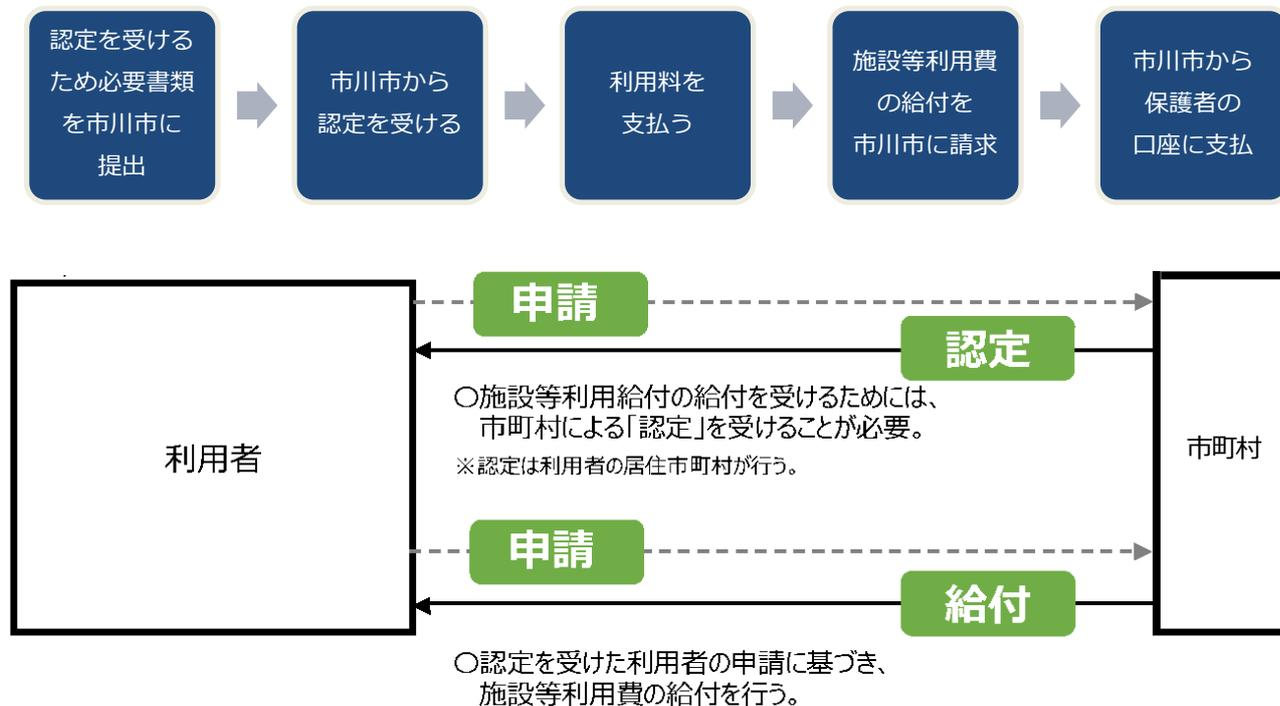 認定を受ける
ため必要書類
を市川市に
提出
市川市から
認定を受ける
利用料を
支払う
施設等利用費
の給付を
市川市に請求
市川市から
保護者の
口座に支払
申請
認定
〇施設等利用給付の給付を受けるためには、
市町村による「認定」を受けることが必要。
※認定は利用者の居住市町村が行う。
利用者
市町村
申請
給付
〇認定を受けた利用者の申請に基づき、
施設等利用費の給付を行う。